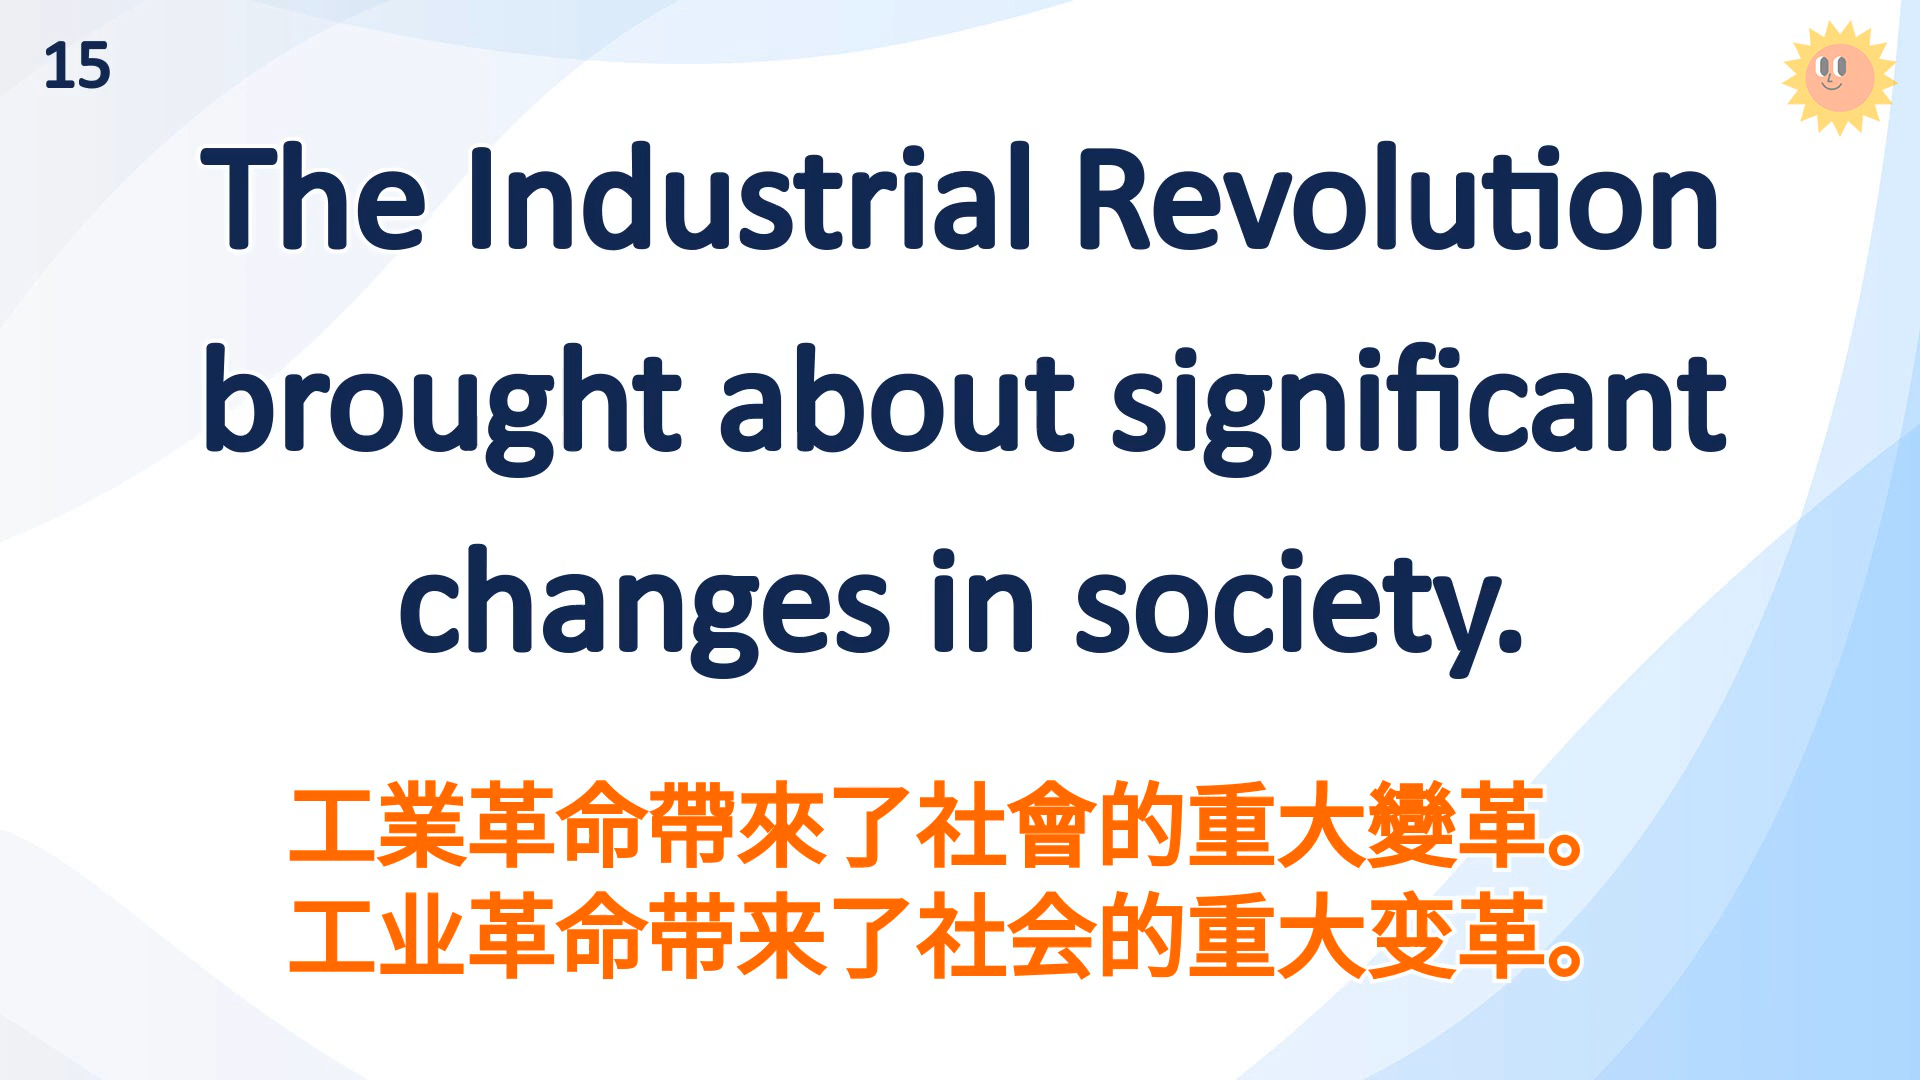 15
The Industrial Revolution
brought about significant
changes in society.
工業革命帶來了社會的重大變革。
工业革命带来了社会的重大变革。